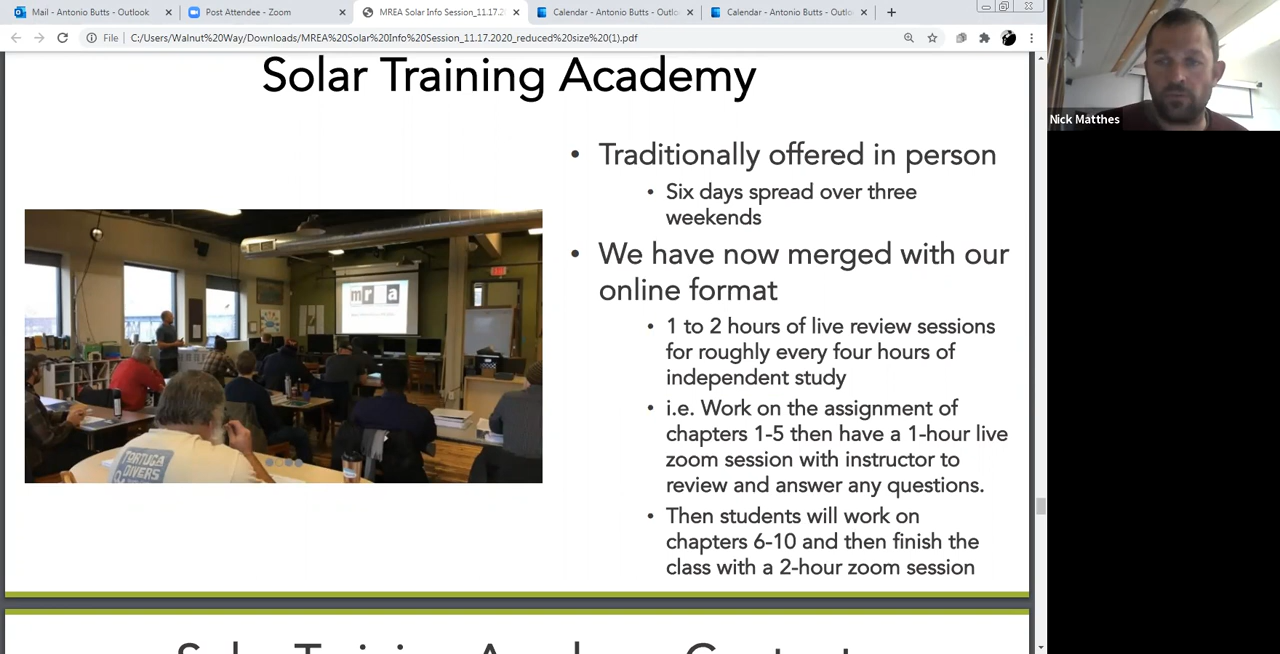 Mail - Antonio Butts - Outlook
Post Attendee - Zoom
MREA Solar Info Session_11.17.2
Calendar - Antonio Butts - Outlo
Calendar - Antonio Butts - Outlo
File
C:/Users/Walnut%20Way/Downloads/MREA%20Solar%20Info%20Session_11.17.2020_reduced%20size%20(1).pdf
Nick Matthes
Solar Training Academy
• Traditionally offered in person
• Six days spread over three
weekends
• We have now merged with our
online format
• 1 to 2 hours of live review sessions
for roughly every four hours of
independent study
• i.e. Work on the assignment of
chapters 1-5 then have a 1-hour live
zoom session with instructor to
review and answer any questions.
• Then students will work on
chapters 6-10 and then finish the
class with a 2-hour zoom session
mr a
TORTUGA
DIVERS